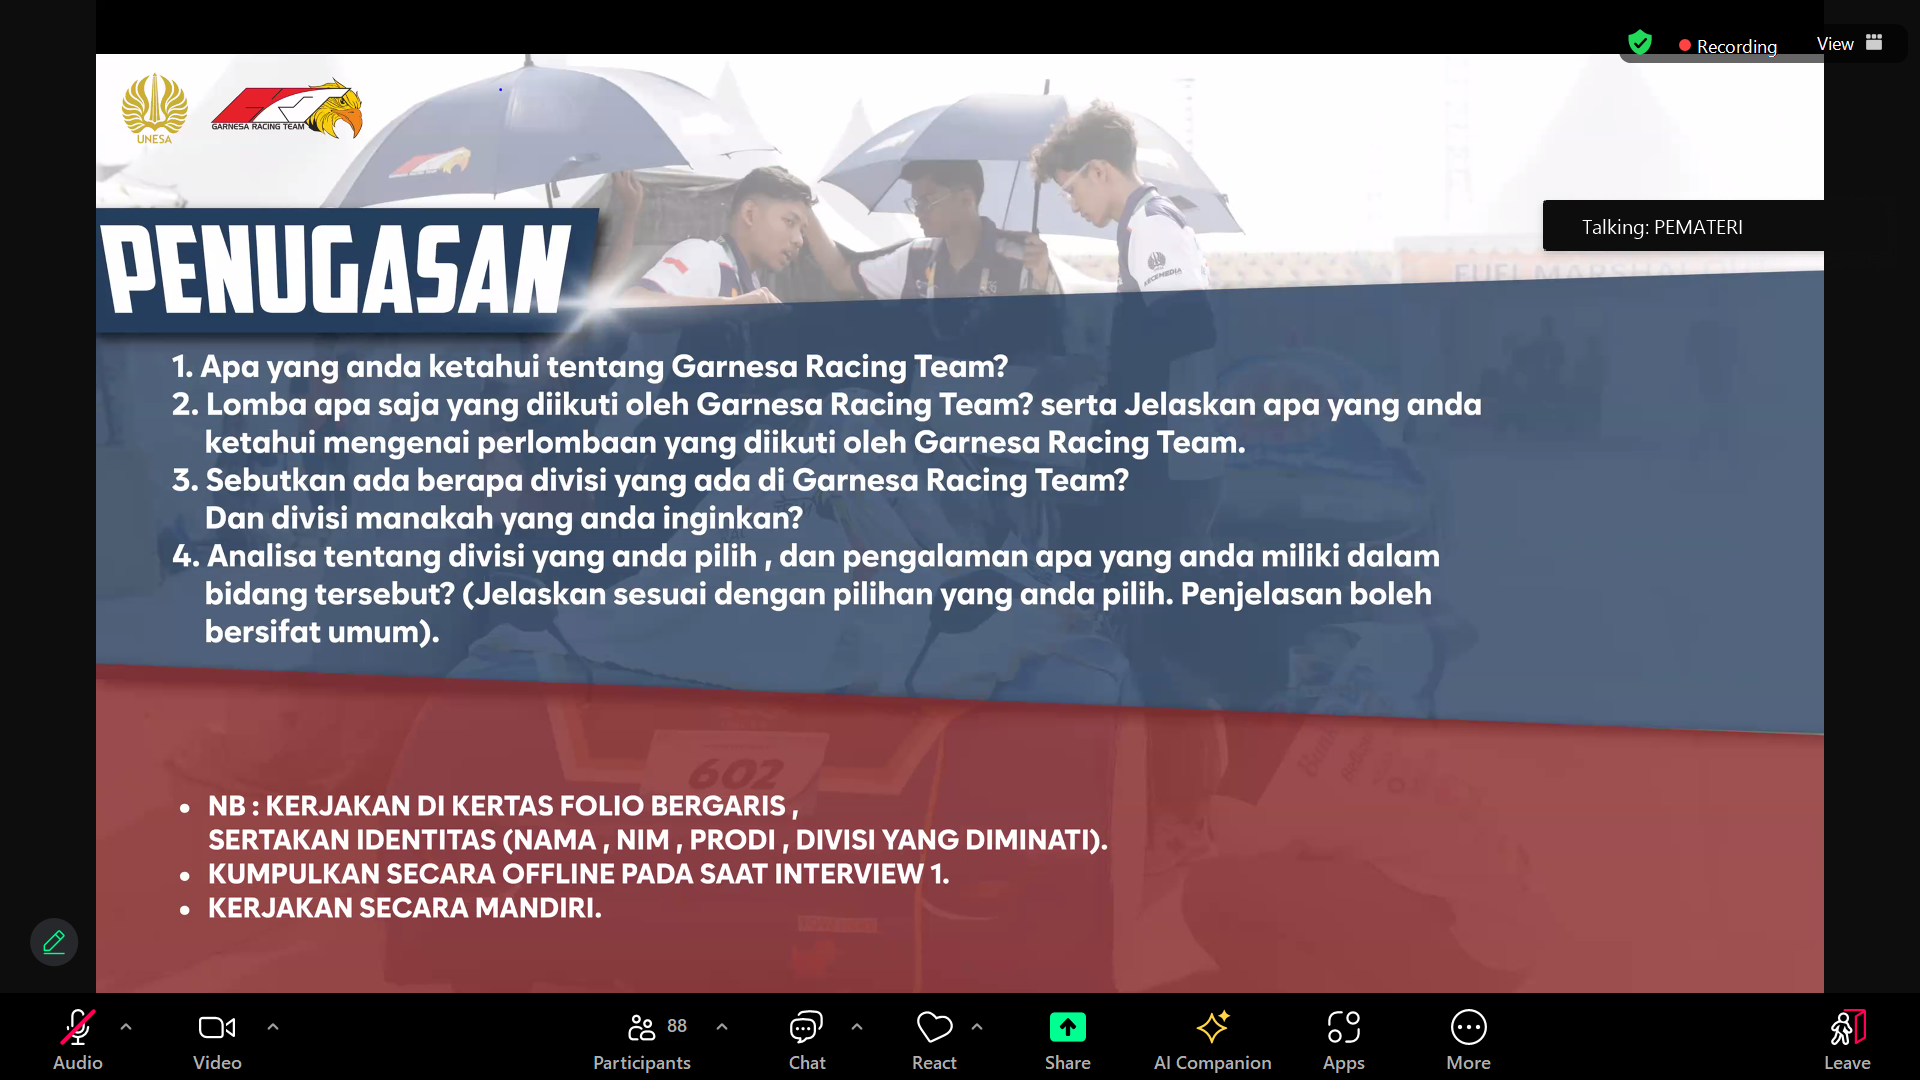 Recording
View
UNESA
GARNESA RACING TEAM
Talking: PEMATERI
FUEL MARSHAL
PENUGASAN
1. Apa yang anda ketahui tentang Garnesa Racing Team?
2. Lomba apa saja yang diikuti oleh Garnesa Racing Team? serta Jelaskan apa yang anda
ketahui mengenai perlombaan yang diikuti oleh Garnesa Racing Team.
3. Sebutkan ada berapa divisi yang ada di Garnesa Racing Team?
Dan divisi manakah yang anda inginkan?
4. Analisa tentang divisi yang anda pilih , dan pengalaman apa yang anda miliki dalam
bidang tersebut? (Jelaskan sesuai dengan pilihan yang anda pilih. Penjelasan boleh
bersifat umum).
602
• NB : KERJAKAN DI KERTAS FOLIO BERGARIS ,
SERTAKAN IDENTITAS (NAMA , NIM , PRODI , DIVISI YANG DIMINATI).
• KUMPULKAN SECARA OFFLINE PADA SAAT INTERVIEW 1.
• KERJAKAN SECARA MANDIRI.
88
Audio
Video
Participants
Chat
React
Share
AI Companion
Apps
More
Leave